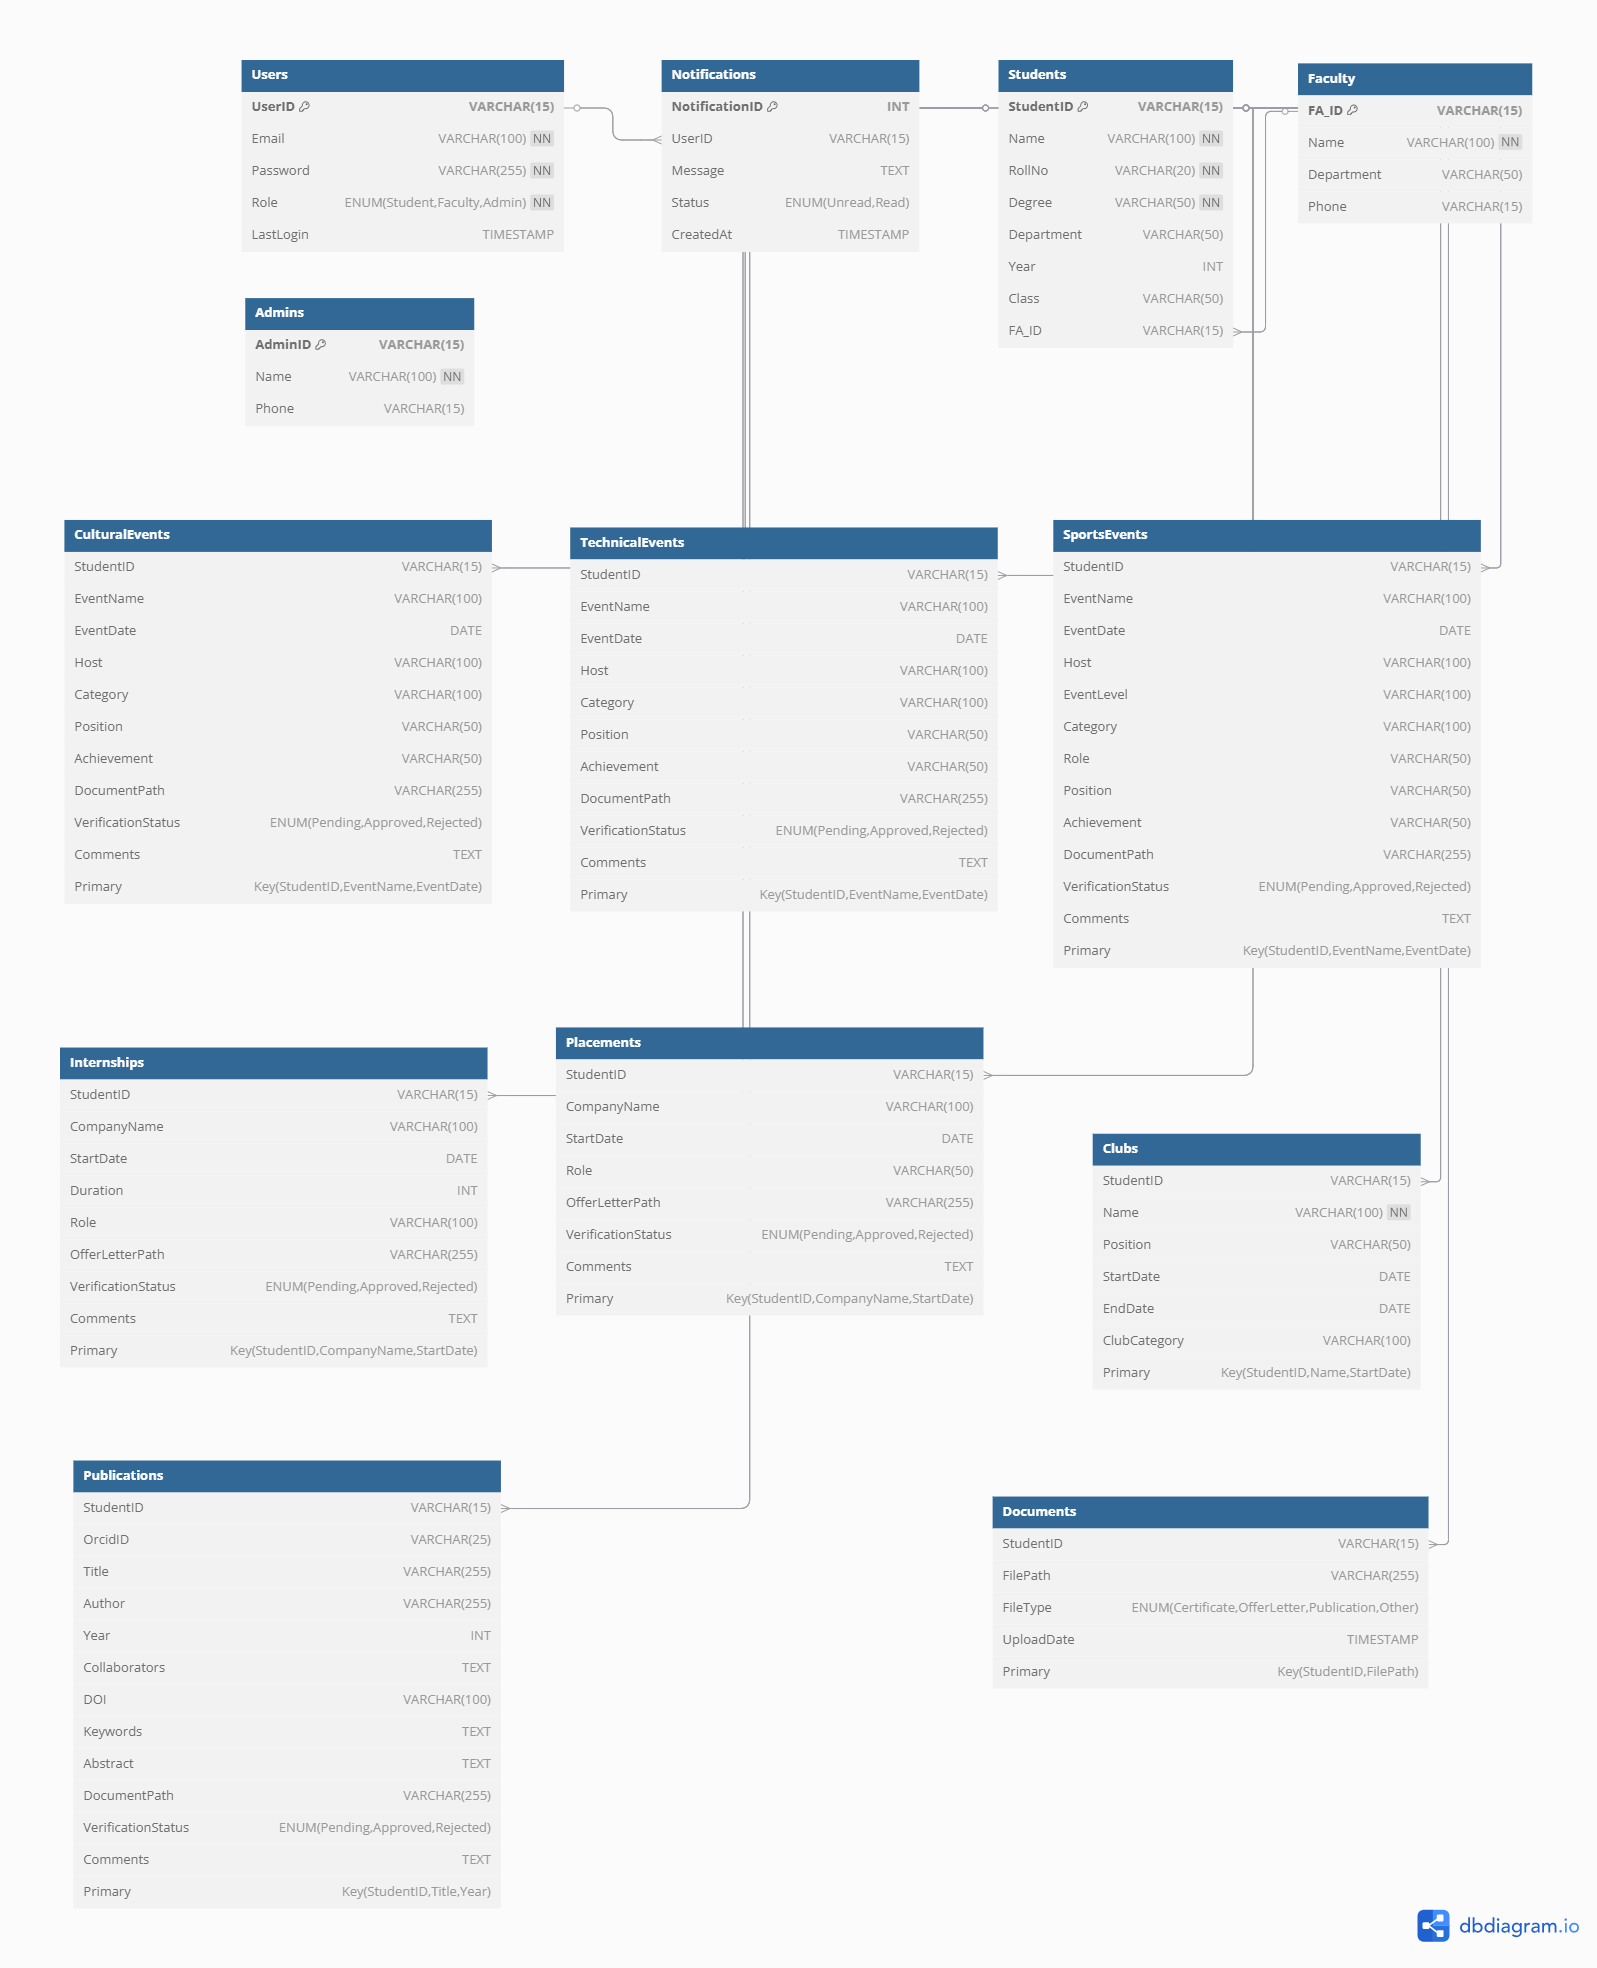 Users
UserID VARCHAR(15)
Email VARCHAR(100) NN
Password VARCHAR(255) NN
Role ENUM(Student,Faculty,Admin) NN
LastLogin TIMESTAMP
Notifications
NotificationID INT
UserID VARCHAR(15)
Message TEXT
Status ENUM(Unread,Read)
CreatedAt TIMESTAMP
Students
StudentID VARCHAR(15)
Name VARCHAR(100) NN
RollNo VARCHAR(20) NN
Degree VARCHAR(50) NN
Department VARCHAR(50)
Year INT
Class VARCHAR(50)
FA_ID VARCHAR(15)
Faculty
FA_ID VARCHAR(15)
Name VARCHAR(100) NN
Department VARCHAR(50)
Phone VARCHAR(15)
Admins
AdminID VARCHAR(15)
Name VARCHAR(100) NN
Phone VARCHAR(15)
CulturalEvents
StudentID VARCHAR(15)
EventName VARCHAR(100)
EventDate DATE
Host VARCHAR(100)
Category VARCHAR(100)
Position VARCHAR(50)
Achievement VARCHAR(50)
DocumentPath VARCHAR(255)
VerificationStatus ENUM(Pending,Approved,Rejected)
Comments TEXT
Primary Key(StudentID,EventName,EventDate)
TechnicalEvents
StudentID VARCHAR(15)
EventName VARCHAR(100)
EventDate DATE
Host VARCHAR(100)
Category VARCHAR(100)
Position VARCHAR(50)
Achievement VARCHAR(50)
DocumentPath VARCHAR(255)
VerificationStatus ENUM(Pending,Approved,Rejected)
Comments TEXT
Primary Key(StudentID,EventName,EventDate)
SportsEvents
StudentID VARCHAR(15)
EventName VARCHAR(100)
EventDate DATE
Host VARCHAR(100)
EventLevel VARCHAR(100)
Category VARCHAR(100)
Role VARCHAR(50)
Position VARCHAR(50)
Achievement VARCHAR(50)
DocumentPath VARCHAR(255)
VerificationStatus ENUM(Pending,Approved,Rejected)
Comments TEXT
Primary Key(StudentID,EventName,EventDate)
Internships
StudentID VARCHAR(15)
CompanyName VARCHAR(100)
StartDate DATE
Duration INT
Role VARCHAR(100)
OfferLetterPath VARCHAR(255)
VerificationStatus ENUM(Pending,Approved,Rejected)
Comments TEXT
Primary Key(StudentID,CompanyName,StartDate)
Placements
StudentID VARCHAR(15)
CompanyName VARCHAR(100)
StartDate DATE
Role VARCHAR(50)
OfferLetterPath VARCHAR(255)
VerificationStatus ENUM(Pending,Approved,Rejected)
Comments TEXT
Primary Key(StudentID,CompanyName,StartDate)
Clubs
StudentID VARCHAR(15)
Name VARCHAR(100) NN
Position VARCHAR(50)
StartDate DATE
EndDate DATE
ClubCategory VARCHAR(100)
Primary Key(StudentID,Name,StartDate)
Publications
StudentID VARCHAR(15)
OrcidID VARCHAR(25)
Title VARCHAR(255)
Author VARCHAR(255)
Year INT
Collaborators TEXT
DOI VARCHAR(100)
Keywords TEXT
Abstract TEXT
DocumentPath VARCHAR(255)
VerificationStatus ENUM(Pending,Approved,Rejected)
Comments TEXT
Primary Key(StudentID,Title,Year)
Documents
StudentID VARCHAR(15)
FilePath VARCHAR(255)
FileType ENUM(Certificate,OfferLetter,Publication,Other)
UploadDate TIMESTAMP
Primary Key(StudentID,FilePath)
dbdiagram.io